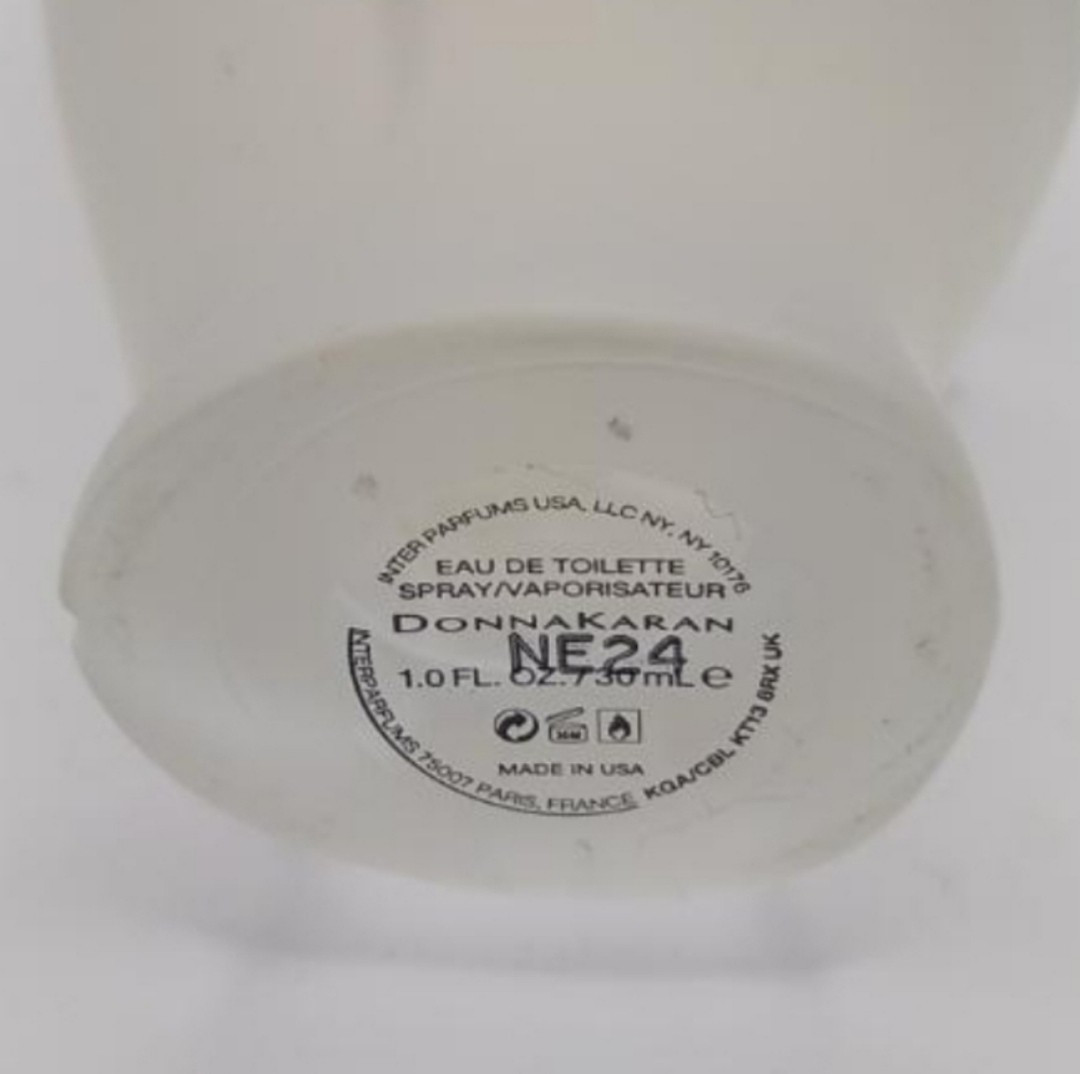 INTER PARFUMS USA, LLC NY, NY 10176
EAU DE TOILETTE
SPRAY/VAPORISATEUR
DONNAKARAN
NE24
1.0 FL. OZ./30 mL e
MADE IN USA
INTERPARFUMS 75007 PARIS, FRANCE
KQA/CBL KT13 8RX UK